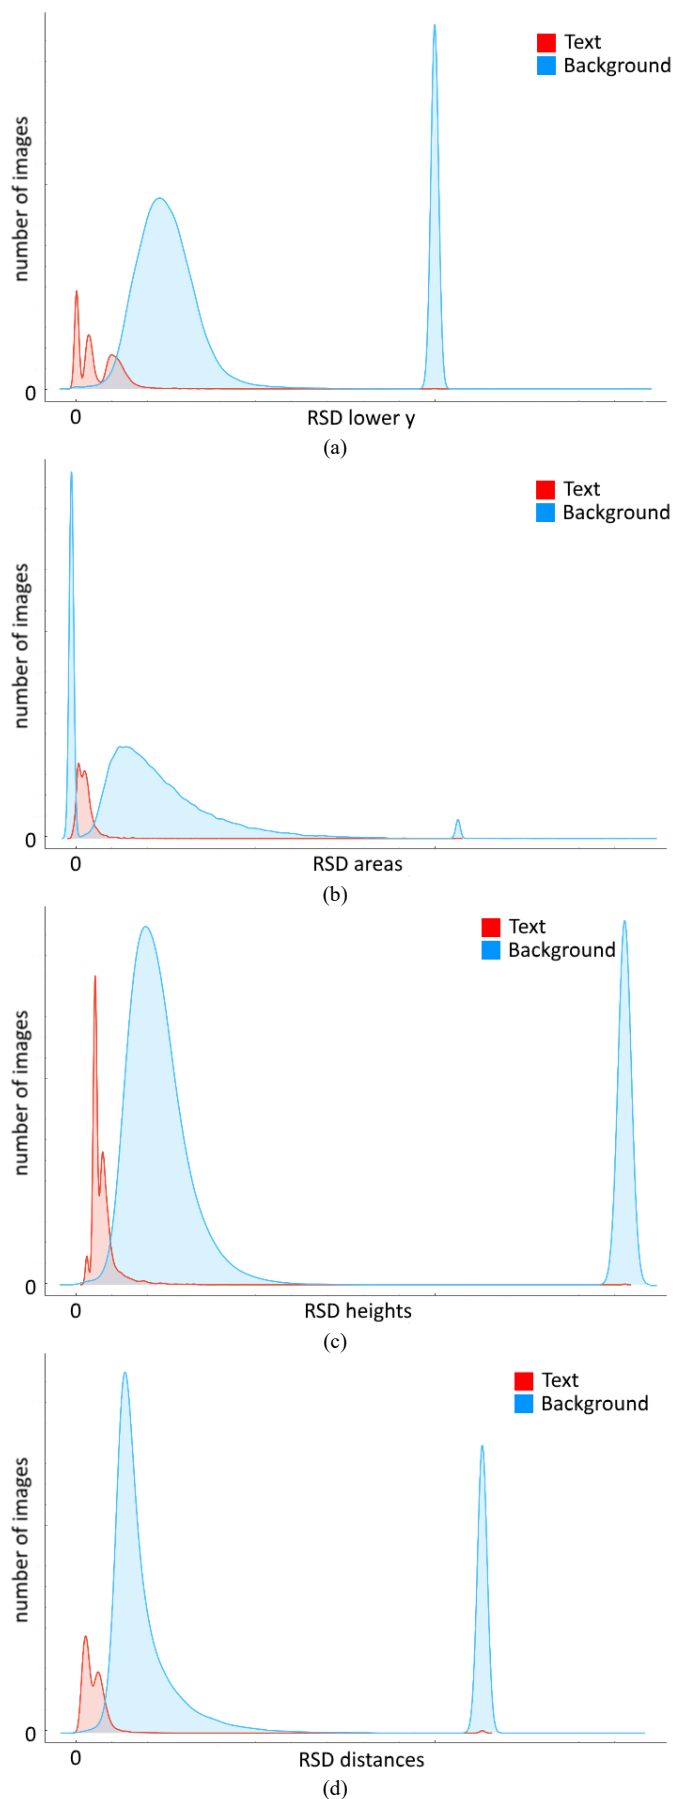 Text
Background
number of images
0
0
RSD lower y
(a)
Text
Background
number of images
0
0
RSD areas
(b)
Text
Background
number of images
0
0
RSD heights
(c)
Text
Background
number of images
0
0
RSD distances
(d)